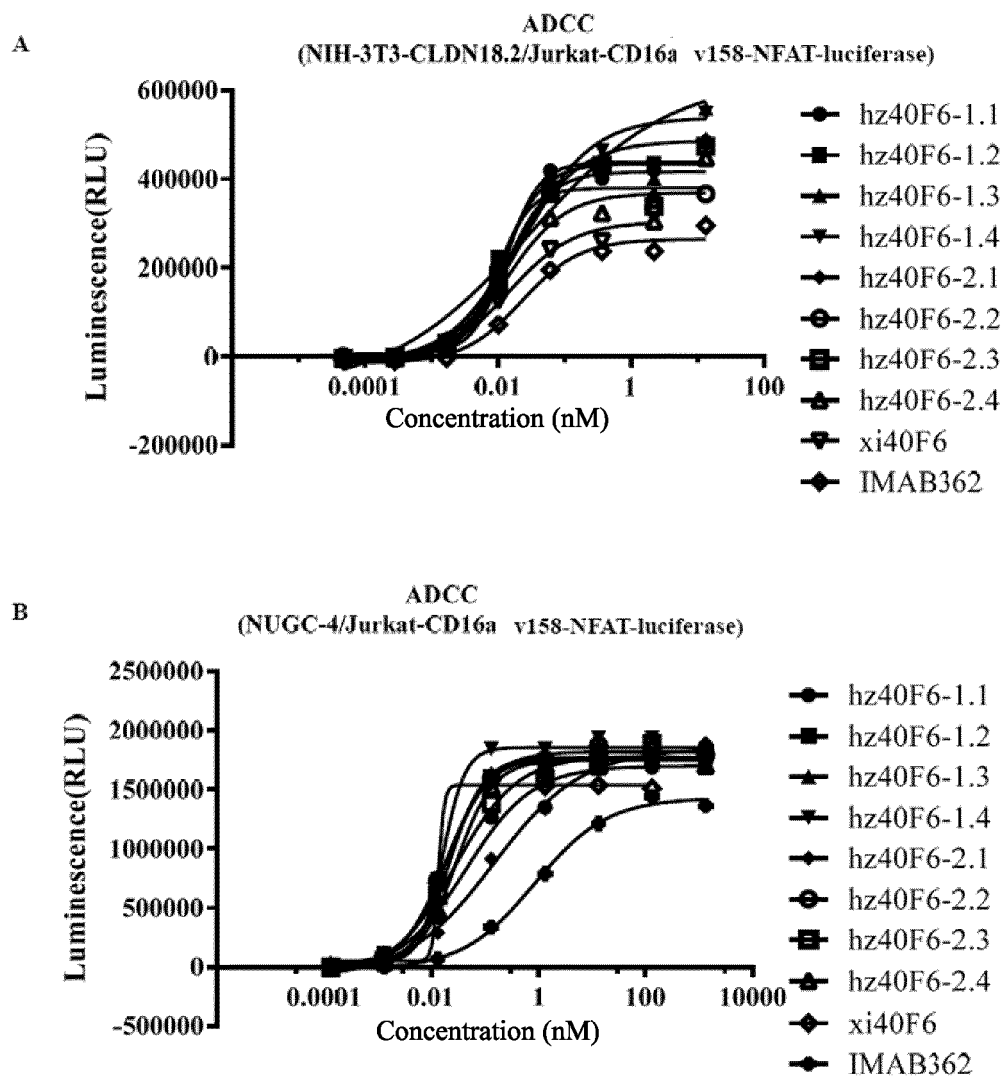 A
ADCC
(NIH-3T3-CLDN18.2/Jurkat-CD16a v158-NFAT-luciferase)
Luminescence(RLU)
600000
400000
200000
0
-200000
0.0001
0.01
1
100
Concentration (nM)
hz40F6-1.1
hz40F6-1.2
hz40F6-1.3
hz40F6-1.4
hz40F6-2.1
hz40F6-2.2
hz40F6-2.3
hz40F6-2.4
xi40F6
IMAB362
B
ADCC
(NUGC-4/Jurkat-CD16a v158-NFAT-luciferase)
Luminescence(RLU)
2500000
2000000
1500000
1000000
500000
0
-500000
0.0001
0.01
1
100
10000
Concentration (nM)
hz40F6-1.1
hz40F6-1.2
hz40F6-1.3
hz40F6-1.4
hz40F6-2.1
hz40F6-2.2
hz40F6-2.3
hz40F6-2.4
xi40F6
IMAB362